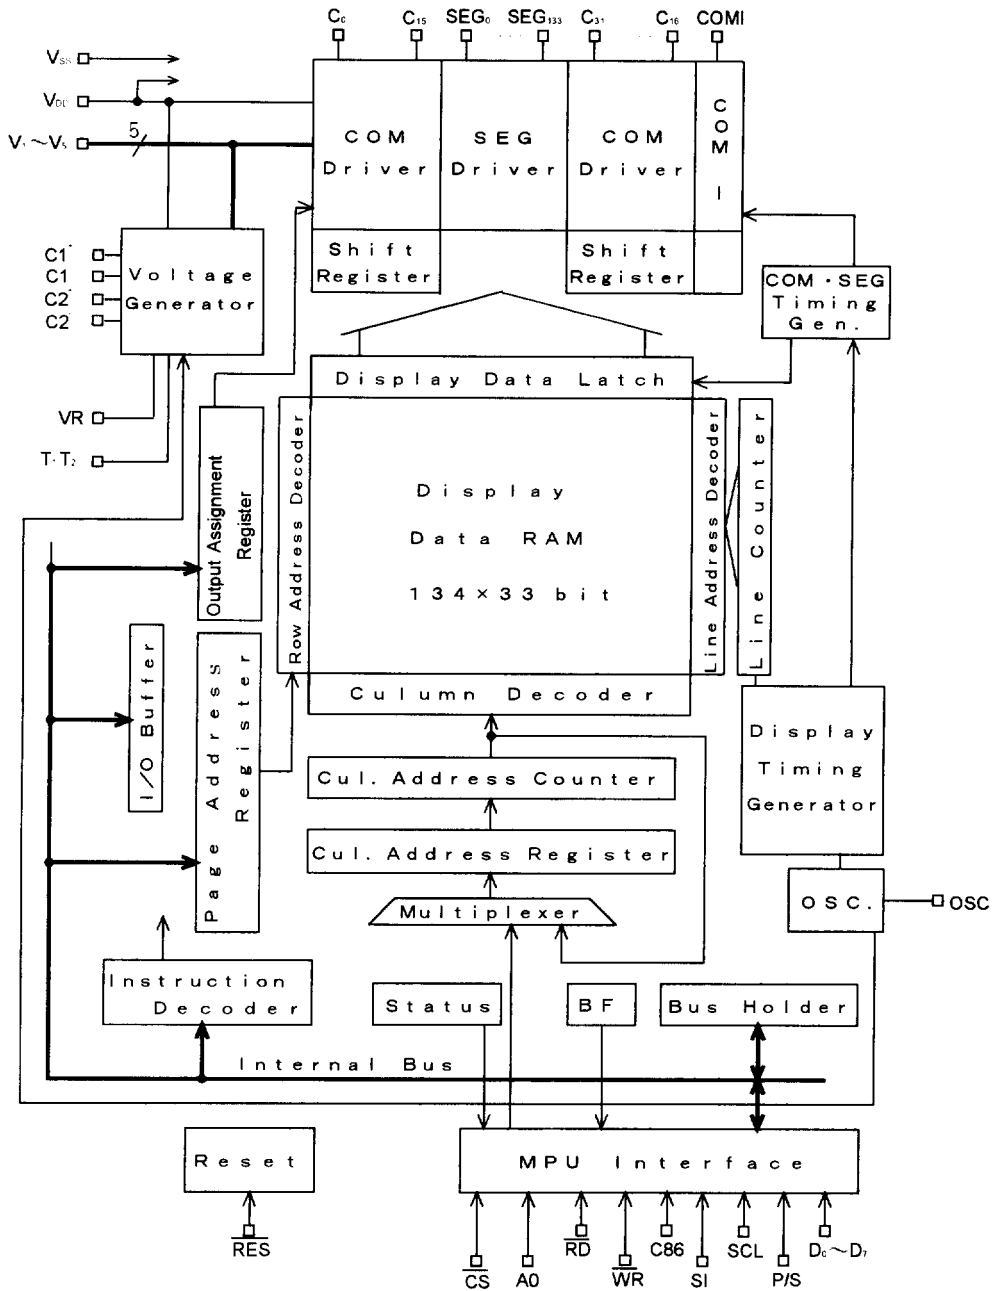 C₀ C₁₅ SEG₀ SEG₁₃₃ C₃₁ C₁₆ COMI
VDD
V₁~V₅ 5
COM Driver
SEG Driver
COM Driver
COM I
Shift Register
Shift Register
C1
C1
C2
C2
Voltage Generator
COM・SEG Timing Gen.
VR
Display Data Latch
Output Assignment Register
Row Address Decoder
Display
Data RAM
134×33 bit
Line Address Decoder
Line Counter
I/O Buffer
Page Address Register
Culumn Decoder
Display
Timing
Generator
Cul. Address Counter
Cul. Address Register
Multiplexer
OSC.
OSC
Instruction Decoder
Status
BF
Bus Holder
Internal Bus
Reset
MPU Interface
RES
CS A0 RD WR C86 SI SCL P/S D₀~D₇